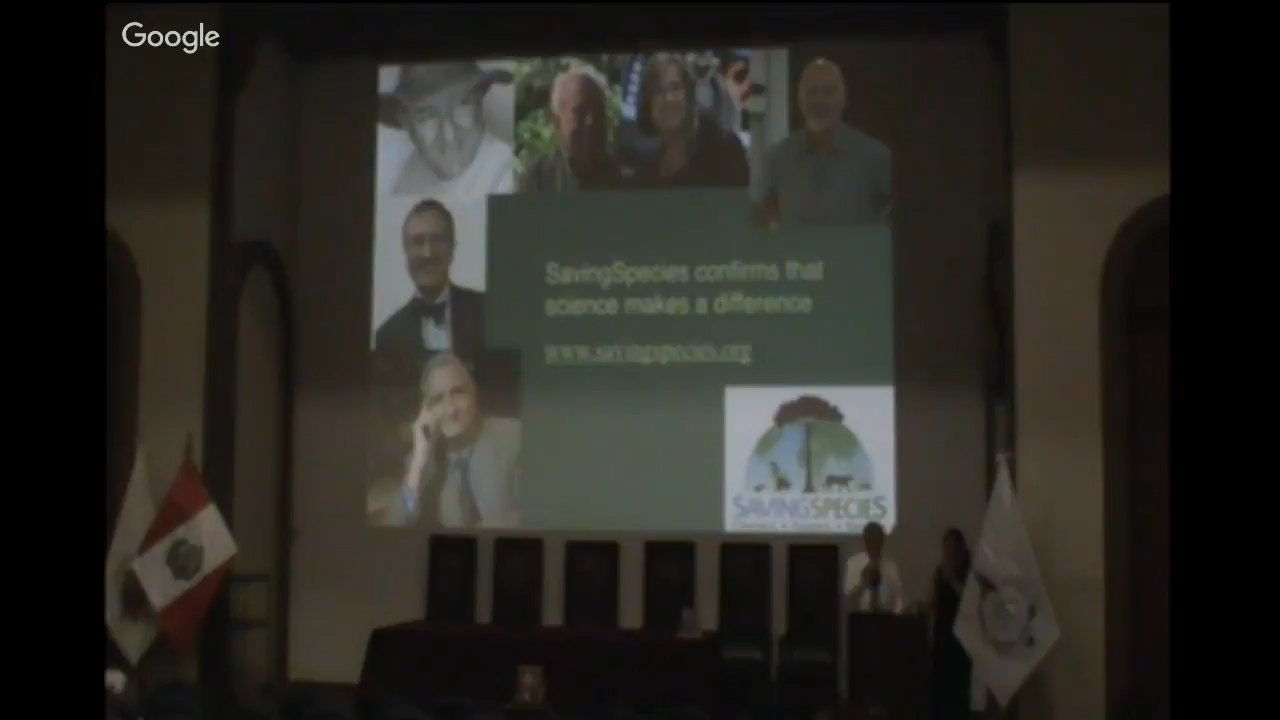 Google
SavingSpecies confirms that
science makes a difference
www.savingspecies.org
SAVINGSPECIES